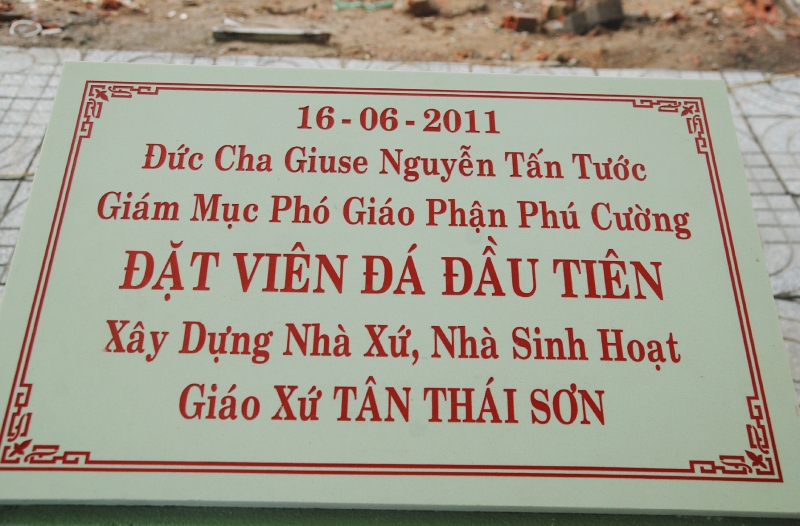 16 - 06 - 2011
Đức Cha Giuse Nguyễn Tấn Tước
Giám Mục Phó Giáo Phận Phú Cường
ĐẶT VIÊN ĐÁ ĐẦU TIÊN
Xây Dựng Nhà Xứ, Nhà Sinh Hoạt
Giáo Xứ TÂN THÁI SƠN